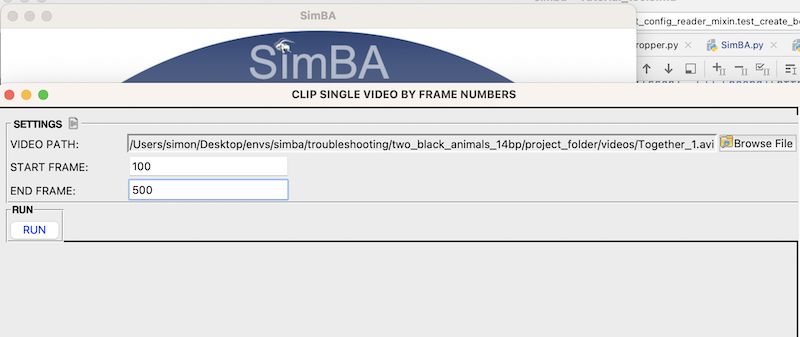 SimBA
t_config_reader_mixin.test_create_b
SimBA
ropper.py
SimBA.py
CLIP SINGLE VIDEO BY FRAME NUMBERS
SETTINGS
VIDEO PATH:
/Users/simon/Desktop/envs/simba/troubleshooting/two_black_animals_14bp/project_folder/videos/Together_1.avi
Browse File
START FRAME:
100
END FRAME:
500
RUN
RUN